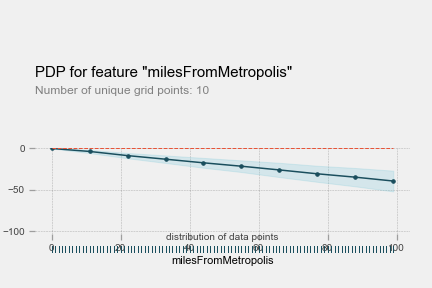 PDP for feature "milesFromMetropolis"
Number of unique grid points: 10
0
−50
−100
distribution of data points
0 20 40 60 80 100
milesFromMetropolis